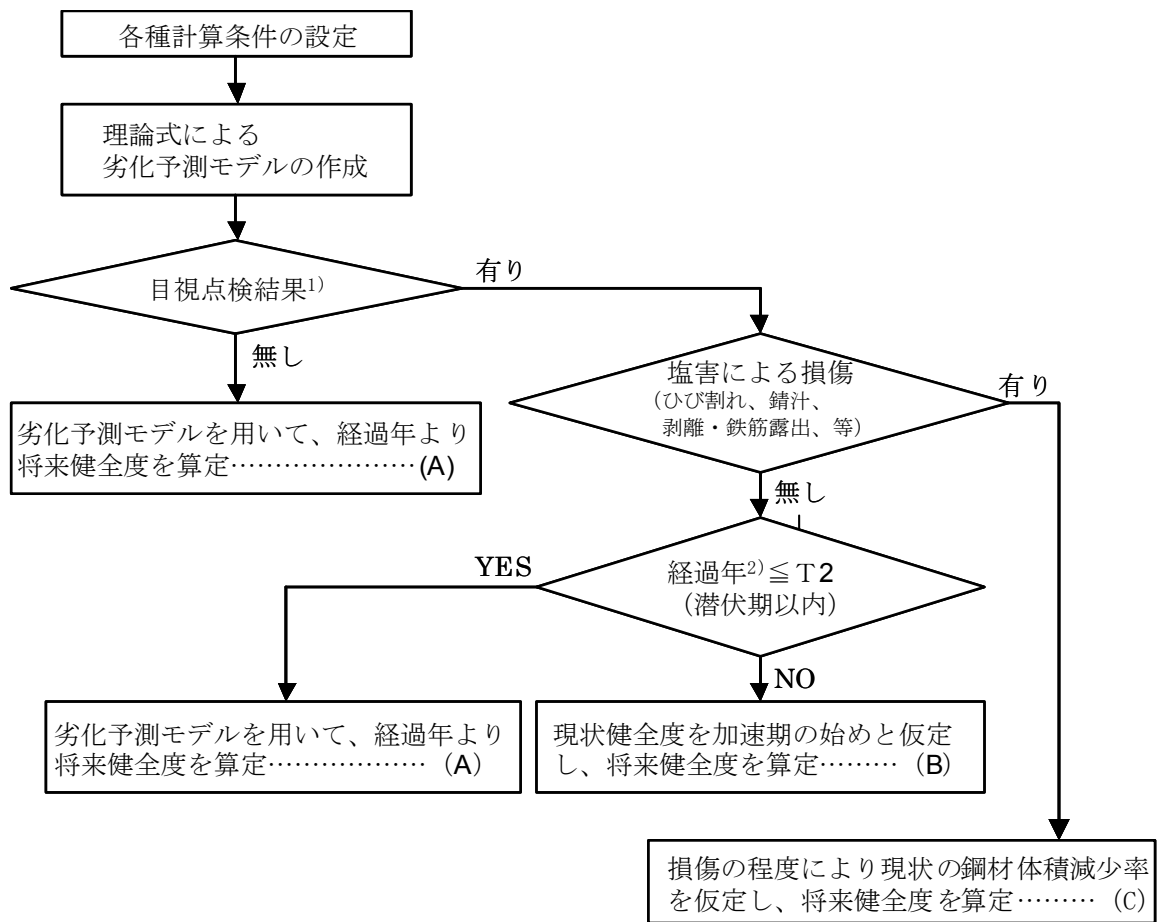 各種計算条件の設定
理論式による
劣化予測モデルの作成
目視点検結果1)
有り
無し
劣化予測モデルを用いて、経過年より
将来健全度を算定…………………(A)
塩害による損傷
（ひび割れ、錆汁、
剥離・鉄筋露出、等）
有り
無し
経過年2)≦T2
（潜伏期以内）
YES
NO
劣化予測モデルを用いて、経過年より
将来健全度を算定………………（A）
現状健全度を加速期の始めと仮定
し、将来健全度を算定………（B）
損傷の程度により現状の鋼材体積減少率
を仮定し、将来健全度を算定………（C）